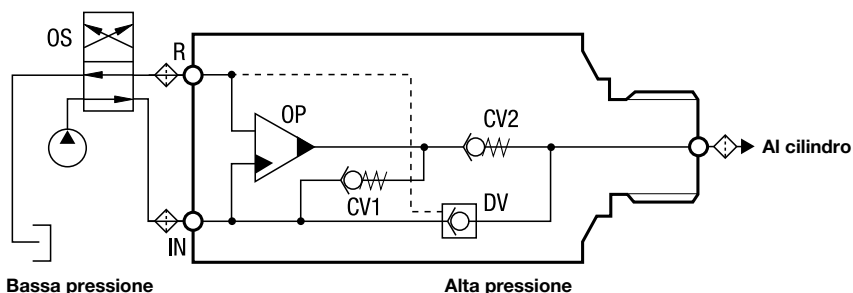 OS
R
OP
CV2
Al cilindro
CV1
DV
IN
Bassa pressione
Alta pressione